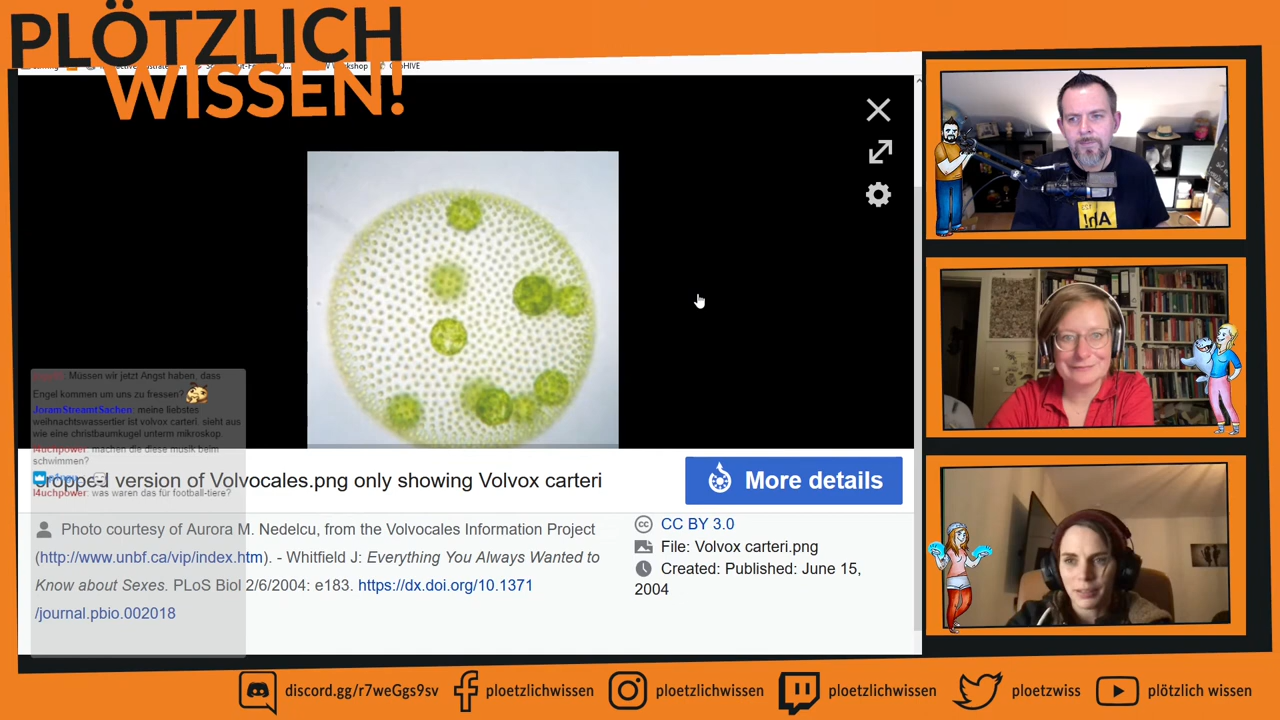 PLÖTZLICH
WISSEN!
Müssen wir jetzt Angst haben, dass
Engel kommen um uns zu fressen?
JoramStreamtSachen: meine liebstes
weihnachtswassertier ist volvox carteri. sieht aus
wie eine christbaumkugel unterm mikroskop
l4uchpower: machen die diese musik beim
schwimmen?
l4uchpower: was waren das für football-tiere?
version of Volvocales.png only showing Volvox carteri
More details
Photo courtesy of Aurora M. Nedelcu, from the Volvocales Information Project
(http://www.unbf.ca/vip/index.htm). - Whitfield J: Everything You Always Wanted to
Know about Sexes. PLoS Biol 2/6/2004: e183. https://dx.doi.org/10.1371
/journal.pbio.002018
CC BY 3.0
File: Volvox carteri.png
Created: Published: June 15,
2004
Ah!
discord.gg/r7weGgs9sv
ploetzlichwissen
ploetzlichwissen
ploetzlichwissen
ploetzwiss
plötzlich wissen